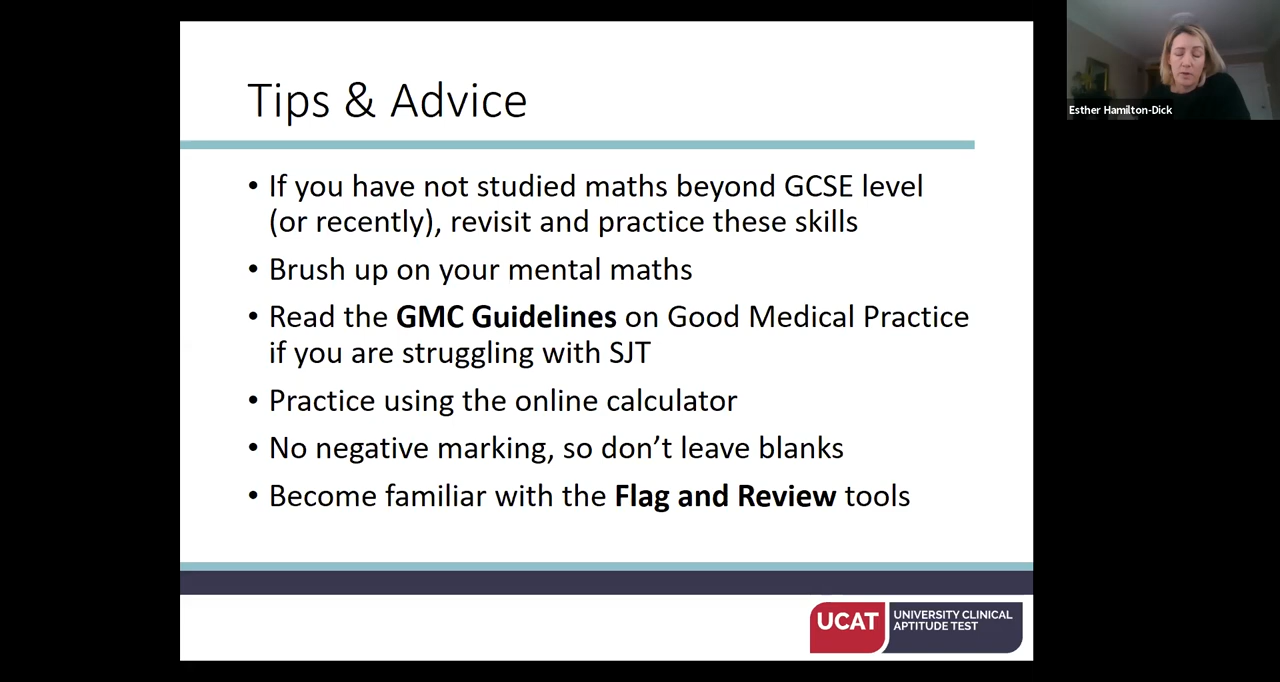 Tips & Advice
• If you have not studied maths beyond GCSE level
(or recently), revisit and practice these skills
• Brush up on your mental maths
• Read the GMC Guidelines on Good Medical Practice
if you are struggling with SJT
• Practice using the online calculator
• No negative marking, so don’t leave blanks
• Become familiar with the Flag and Review tools
UCAT
UNIVERSITY CLINICAL
APTITUDE TEST
Esther Hamilton-Dick